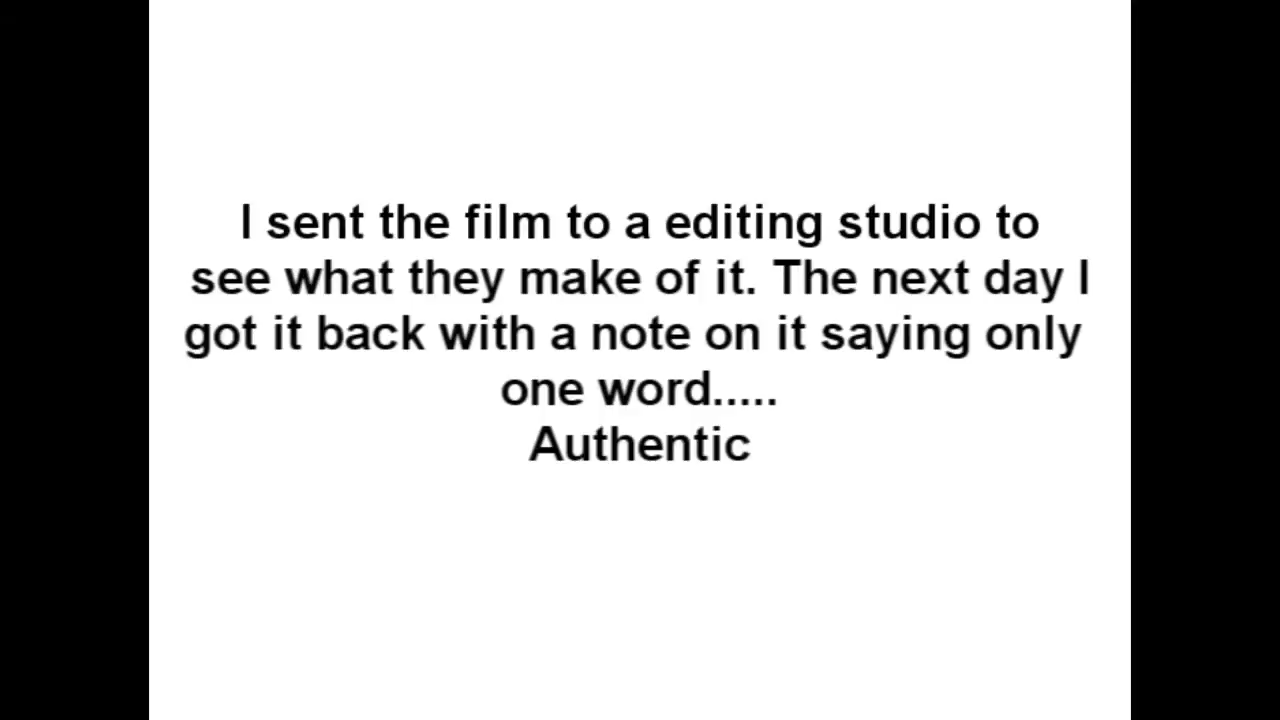 I sent the film to a editing studio to
see what they make of it. The next day I
got it back with a note on it saying only
one word.....
Authentic